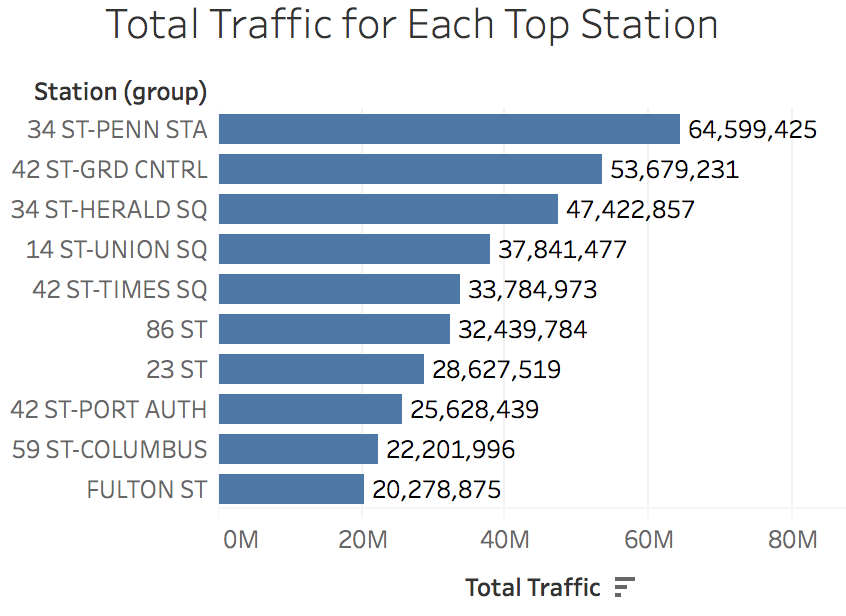 Total Traffic for Each Top Station
Station (group)
34 ST-PENN STA 64,599,425
42 ST-GRD CNTRL 53,679,231
34 ST-HERALD SQ 47,422,857
14 ST-UNION SQ 37,841,477
42 ST-TIMES SQ 33,784,973
86 ST 32,439,784
23 ST 28,627,519
42 ST-PORT AUTH 25,628,439
59 ST-COLUMBUS 22,201,996
FULTON ST 20,278,875
0M 20M 40M 60M 80M
Total Traffic